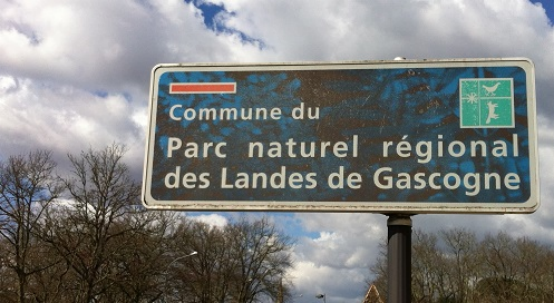 Commune du
Parc naturel régional
des Landes de Gascogne